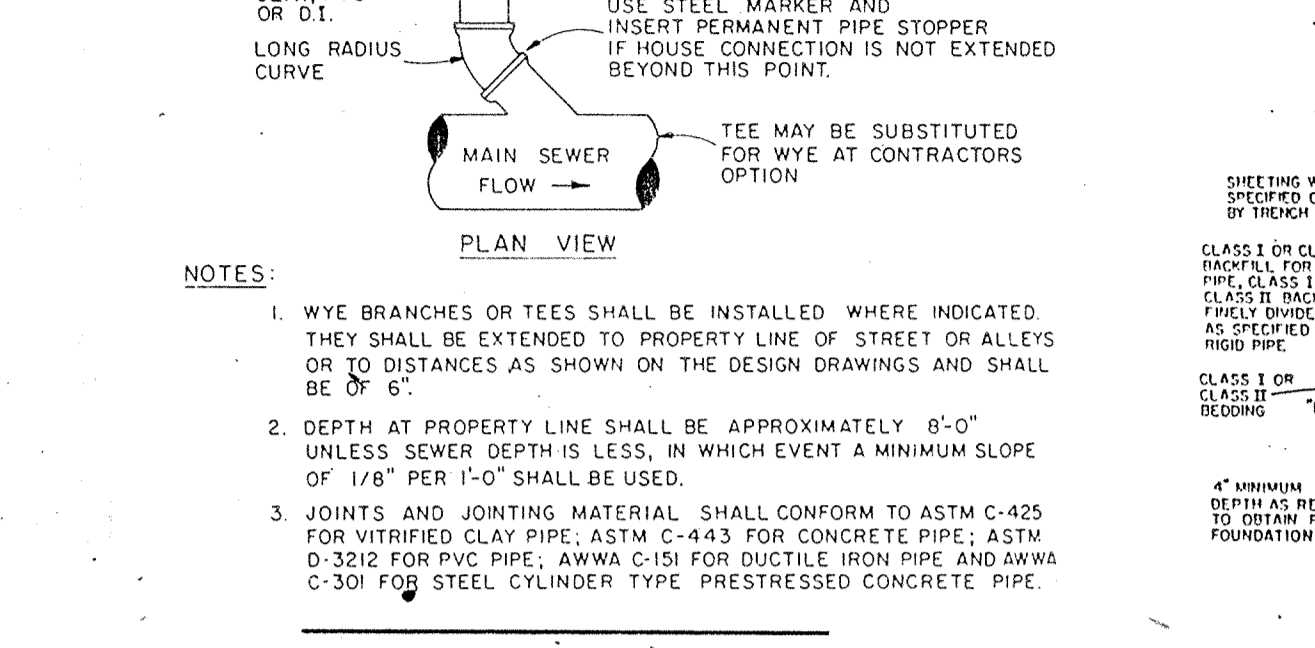 OR D.I.
LONG RADIUS
CURVE
USE STEEL MARKER AND
INSERT PERMANENT PIPE STOPPER
IF HOUSE CONNECTION IS NOT EXTENDED
BEYOND THIS POINT.
MAIN SEWER
FLOW
TEE MAY BE SUBSTITUTED
FOR WYE AT CONTRACTORS
OPTION
PLAN VIEW
NOTES:
1. WYE BRANCHES OR TEES SHALL BE INSTALLED WHERE INDICATED.
THEY SHALL BE EXTENDED TO PROPERTY LINE OF STREET OR ALLEYS
OR TO DISTANCES AS SHOWN ON THE DESIGN DRAWINGS AND SHALL
BE OF 6".
2. DEPTH AT PROPERTY LINE SHALL BE APPROXIMATELY 8'-0"
UNLESS SEWER DEPTH IS LESS, IN WHICH EVENT A MINIMUM SLOPE
OF 1/8" PER 1'-0" SHALL BE USED.
3. JOINTS AND JOINTING MATERIAL SHALL CONFORM TO ASTM C-425
FOR VITRIFIED CLAY PIPE; ASTM C-443 FOR CONCRETE PIPE; ASTM
D-3212 FOR PVC PIPE; AWWA C-151 FOR DUCTILE IRON PIPE AND AWWA
C-301 FOR STEEL CYLINDER TYPE PRESTRESSED CONCRETE PIPE.
SHEETING
SPECIFIED
BY TRENCH
CLASS I OR
BACKFILL FOR
PIPE, CLASS I
CLASS II
FINELY
AS SPECIFIED
RIGID PIPE
CLASS I OR
CLASS II
BEDDING
4" MINIMUM
DEPTH AS
TO OBTAIN
FOUNDATION